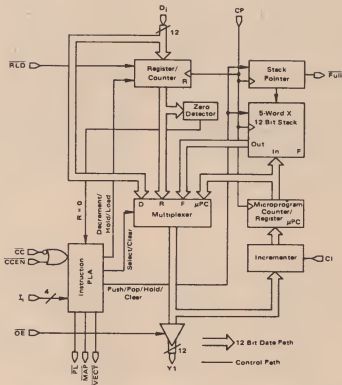 Di
CP
12
RLD
Register/
Counter
R
Stack
Pointer
Full
Zero
Detector
5-Word X
12 Bit Stack
Out
In F
R = 0
Decrement/
Hold/Load
D R F µPC
Multiplexer
Microprogram
Counter/
Register
µPC
Select/Clear
CC
CCEN
Instruction
PLA
Push/Pop/Hold/
Clear
Incrementer
CI
Ii
4
OE
12
12 Bit Date Path
Control Path
PL
MAP
VECT
Y1